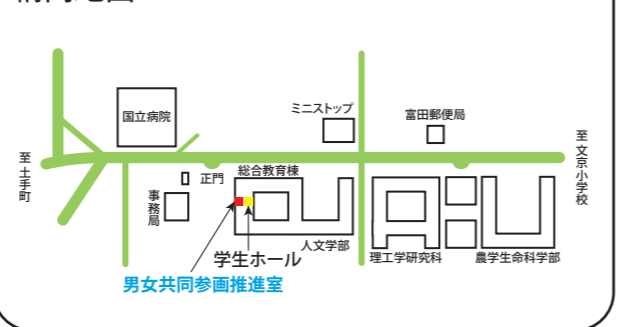 国立病院
ミニストップ
富田郵便局
至土手町
至文京小学校
正門
総合教育棟
事務局
人文学部
理工学研究科
農学生命科学部
学生ホール
男女共同参画推進室